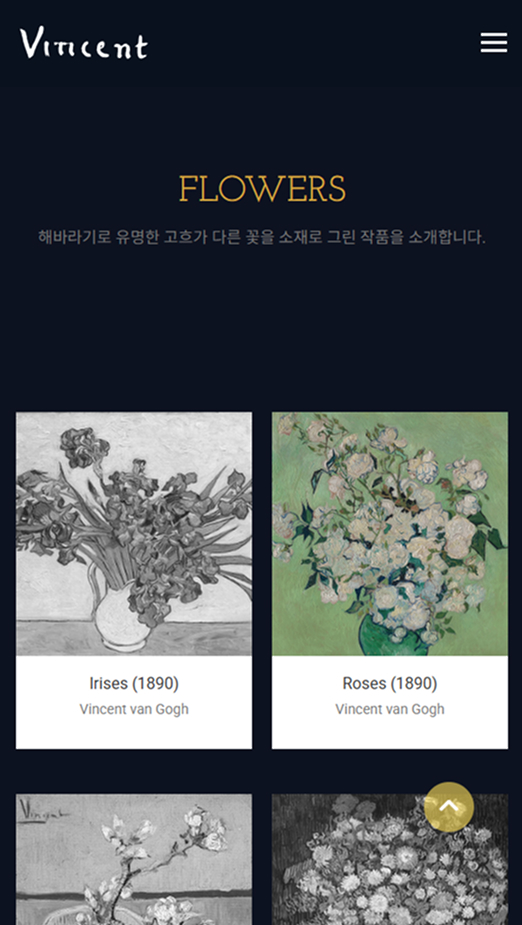 Vincent
FLOWERS
해바라기로 유명한 고흐가 다른 꽃을 소재로 그린 작품을 소개합니다.
Irises (1890)
Vincent van Gogh
Roses (1890)
Vincent van Gogh
Vincent